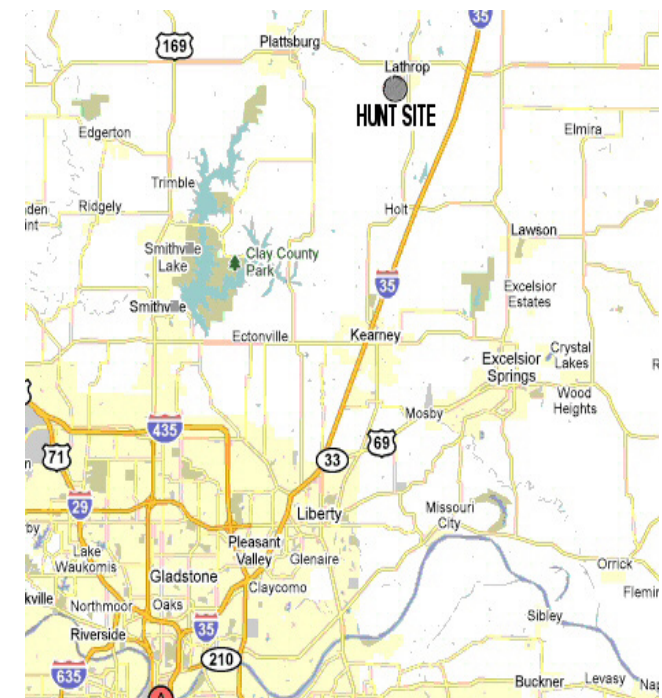 35
169
Plattsburg
Lathrop
HUNT SITE
Edgerton
Elmira
Trimble
Ridgely
Holt
Lawson
Smithville
Lake
Clay County
Park
35
Excelsior
Estates
Smithville
Ectonville
Kearney
Crystal
Lakes
Excelsior
Springs
Wood
Heights
Mosby
435
69
71
33
29
Liberty
Missouri
City
Lake
Waukomis
Pleasant
Valley
Glenaire
Orrick
Gladstone
Claycomo
Northmoor
Oaks
35
Sibley
Riverside
210
635
Buckner
Levasy